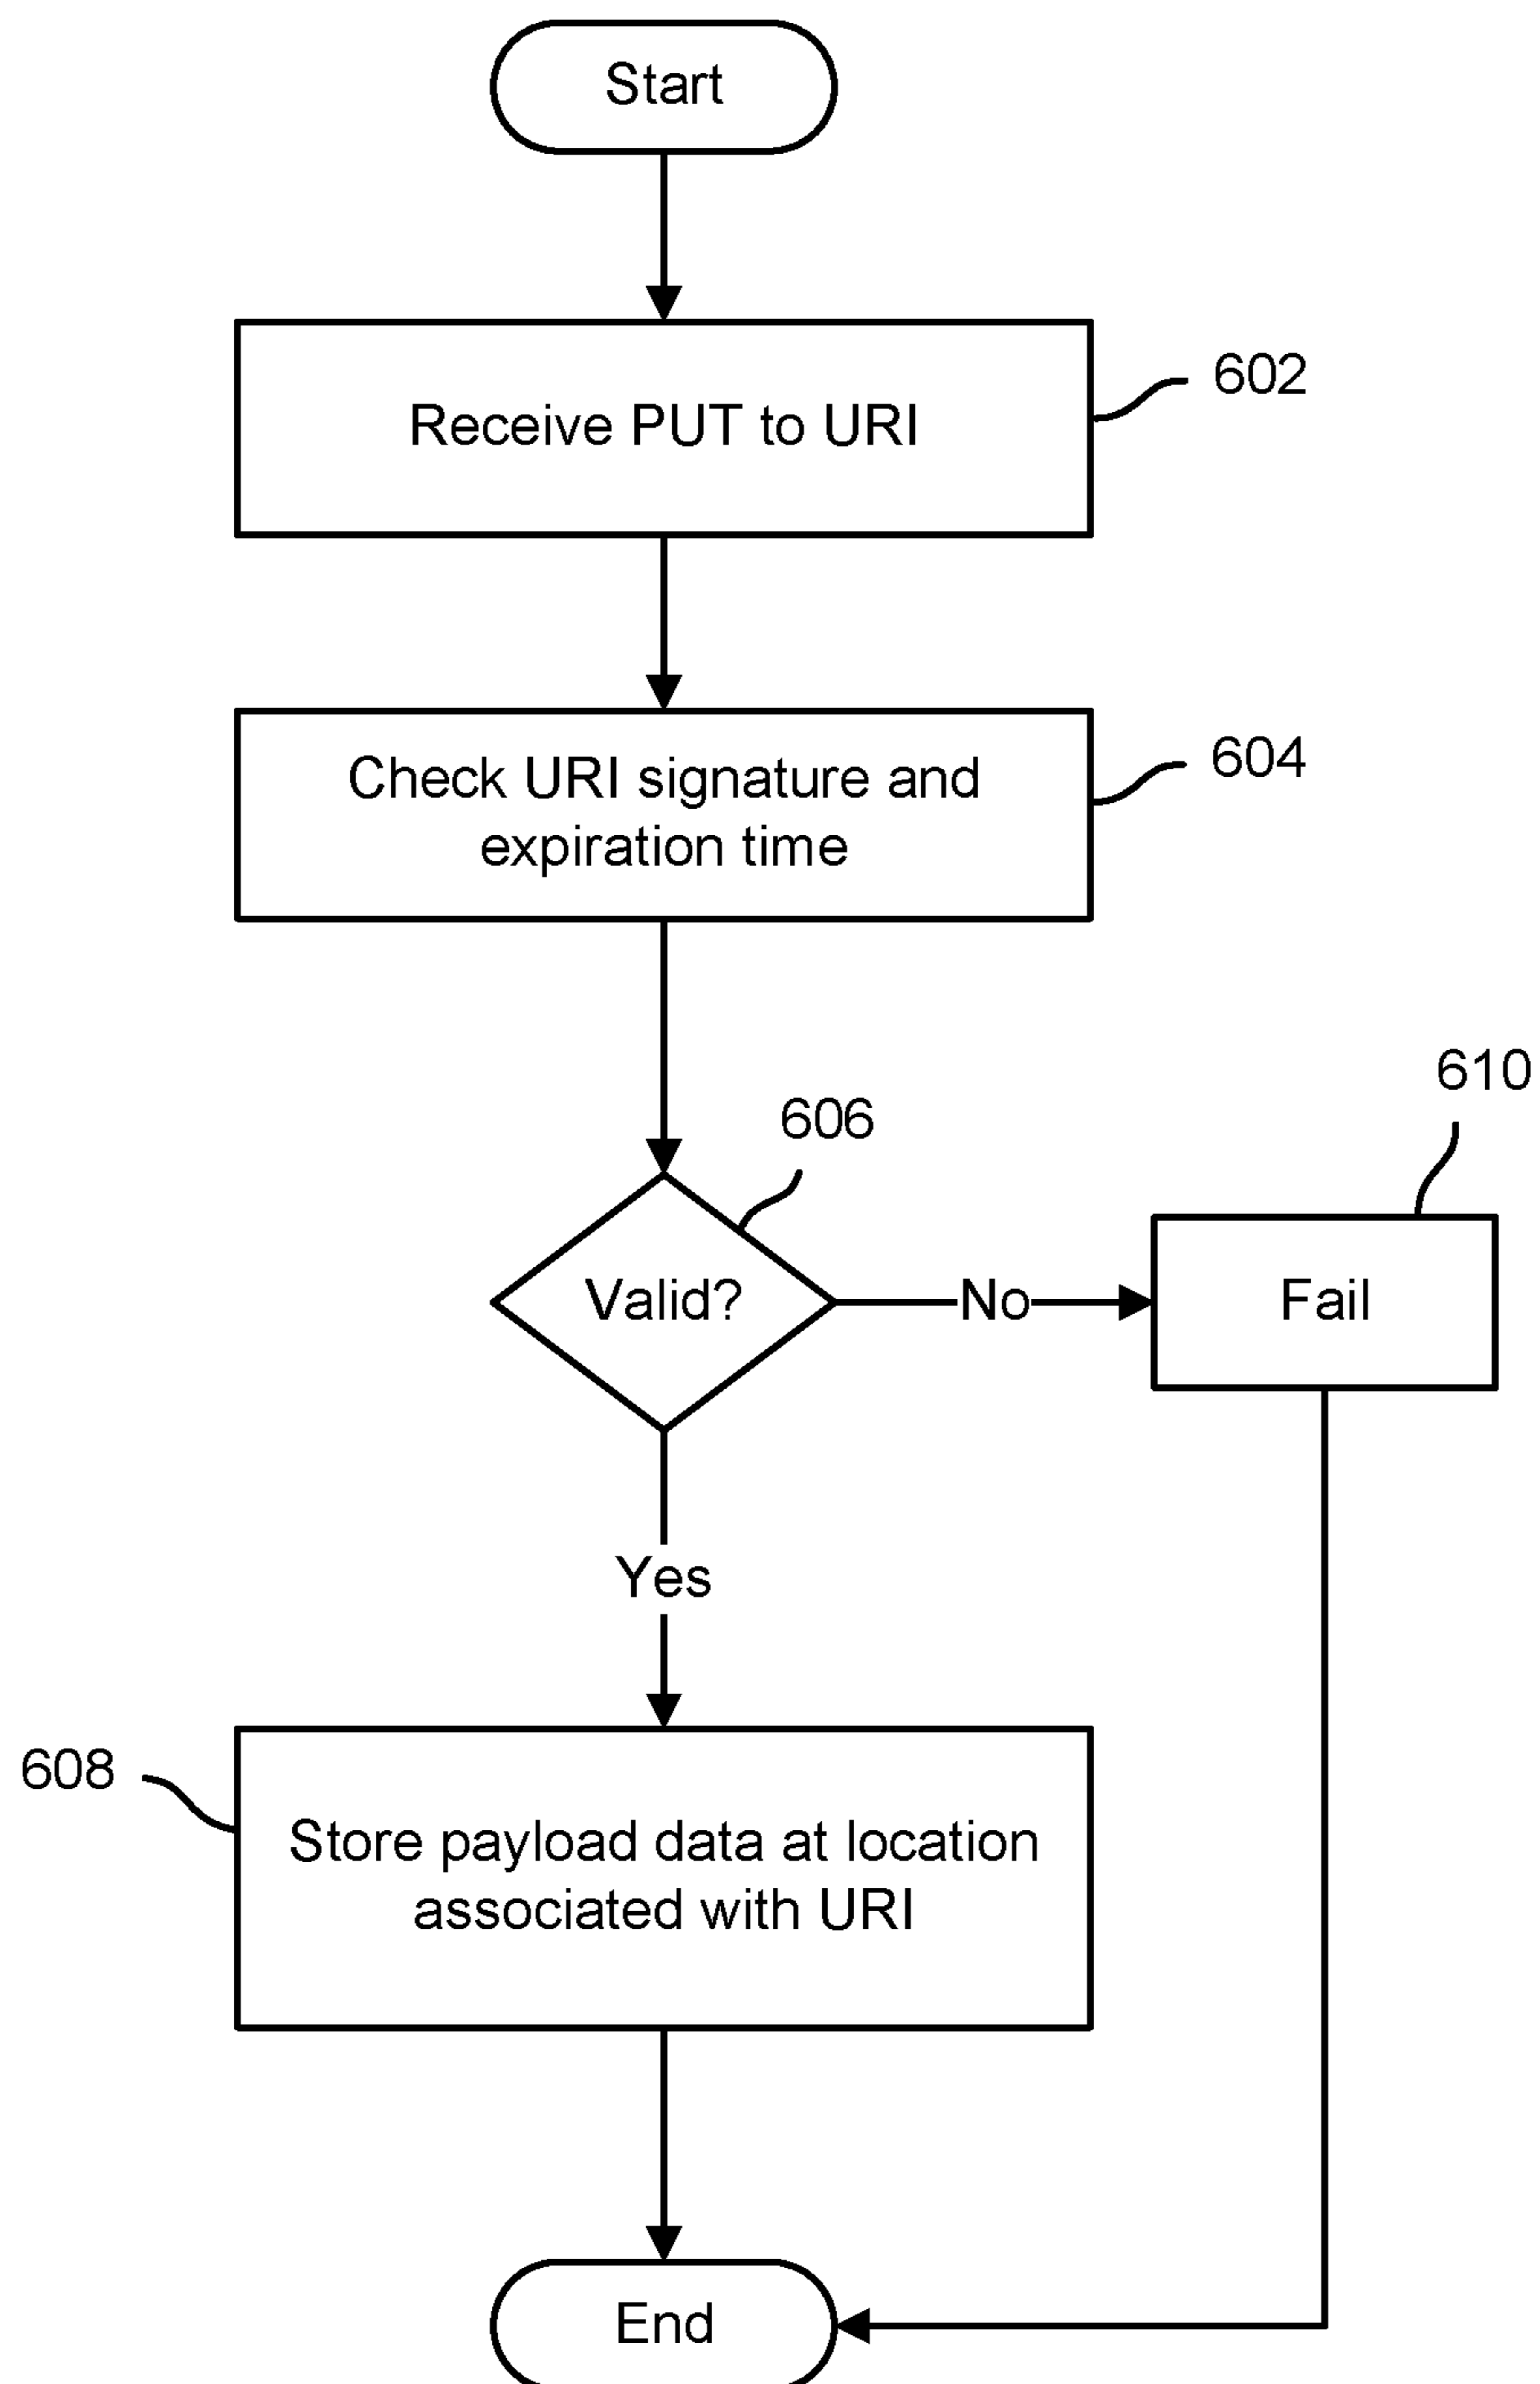 Start
Receive PUT to URI
602
Check URI signature and
expiration time
604
606
610
Valid?
No
Fail
Yes
608
Store payload data at location
associated with URI
End